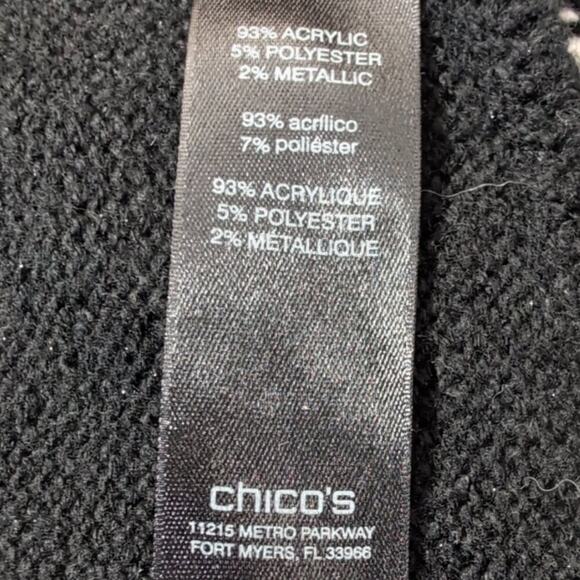 93% ACRYLIC
5% POLYESTER
2% METALLIC
93% acrílico
7% poliéster
93% ACRYLIQUE
5% POLYESTER
2% MÉTALLIQUE
chico's
11215 METRO PARKWAY
FORT MYERS, FL 33966